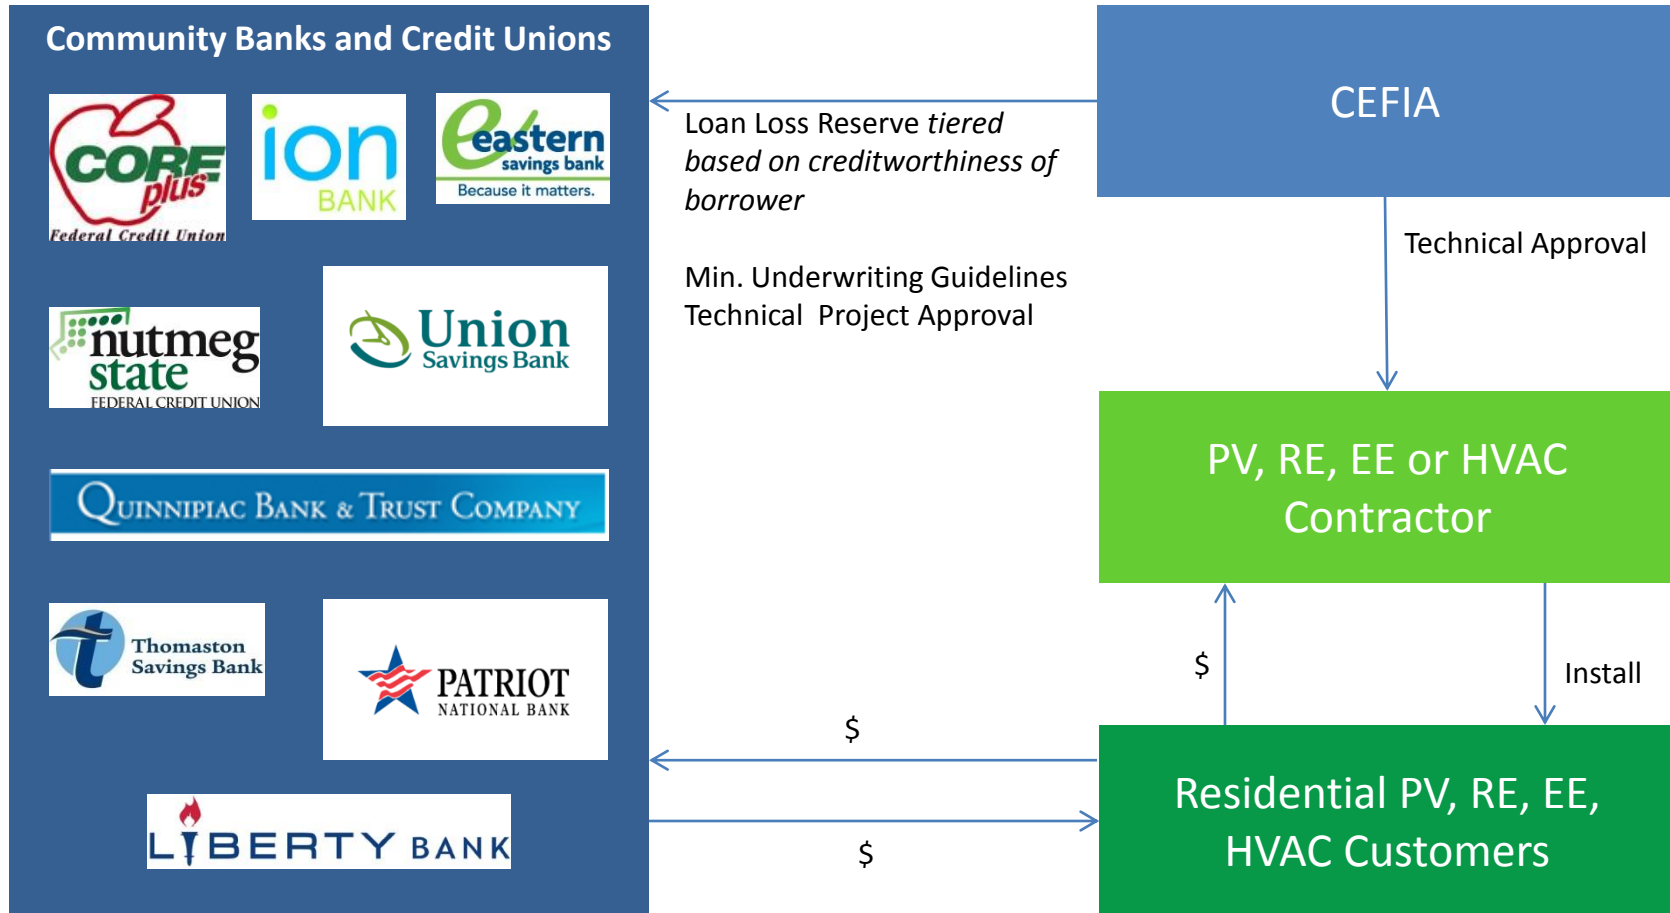 Community Banks and Credit Unions
CORE
plus
Federal Credit Union
ion
BANK
eastern
savings bank
Because it matters.
nutmeg
state
FEDERAL CREDIT UNION
Union
Savings Bank
QUINNIPIAC BANK & TRUST COMPANY
Thomaston
Savings Bank
PATRIOT
NATIONAL BANK
LIBERTY BANK
Loan Loss Reserve tiered
based on creditworthiness of
borrower
Min. Underwriting Guidelines
Technical Project Approval
CEFIA
Technical Approval
PV, RE, EE or HVAC
Contractor
$
Install
$
$
Residential PV, RE, EE,
HVAC Customers